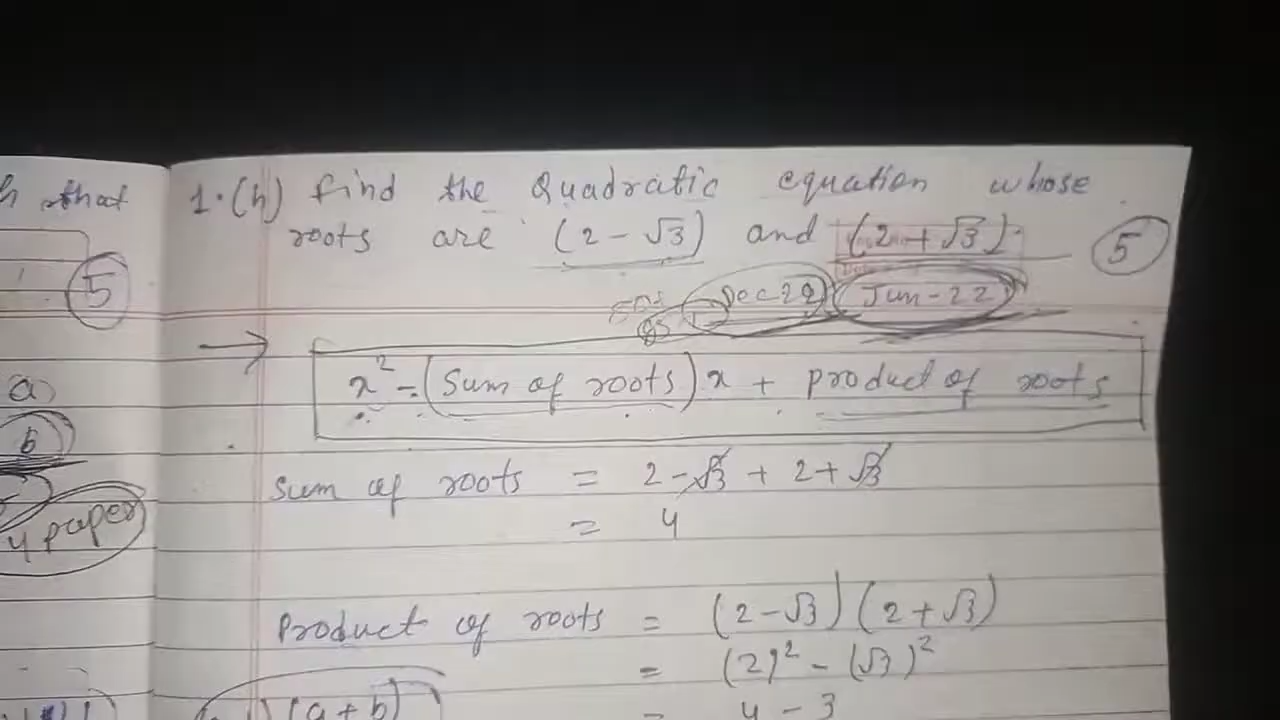 h that
5
a)
b
4 paper
1.(h) find the Quadratic equation whose
roots are (2 - √3) and (2 + √3).
5
Dec 22 Jun-22
→
x² - (Sum of roots) x + product of roots
Sum of roots = 2 - √3 + 2 + √3
= 4
Product of roots = (2 - √3) (2 + √3)
= (2)² - (√3)²
(a + b)
= 4 - 3